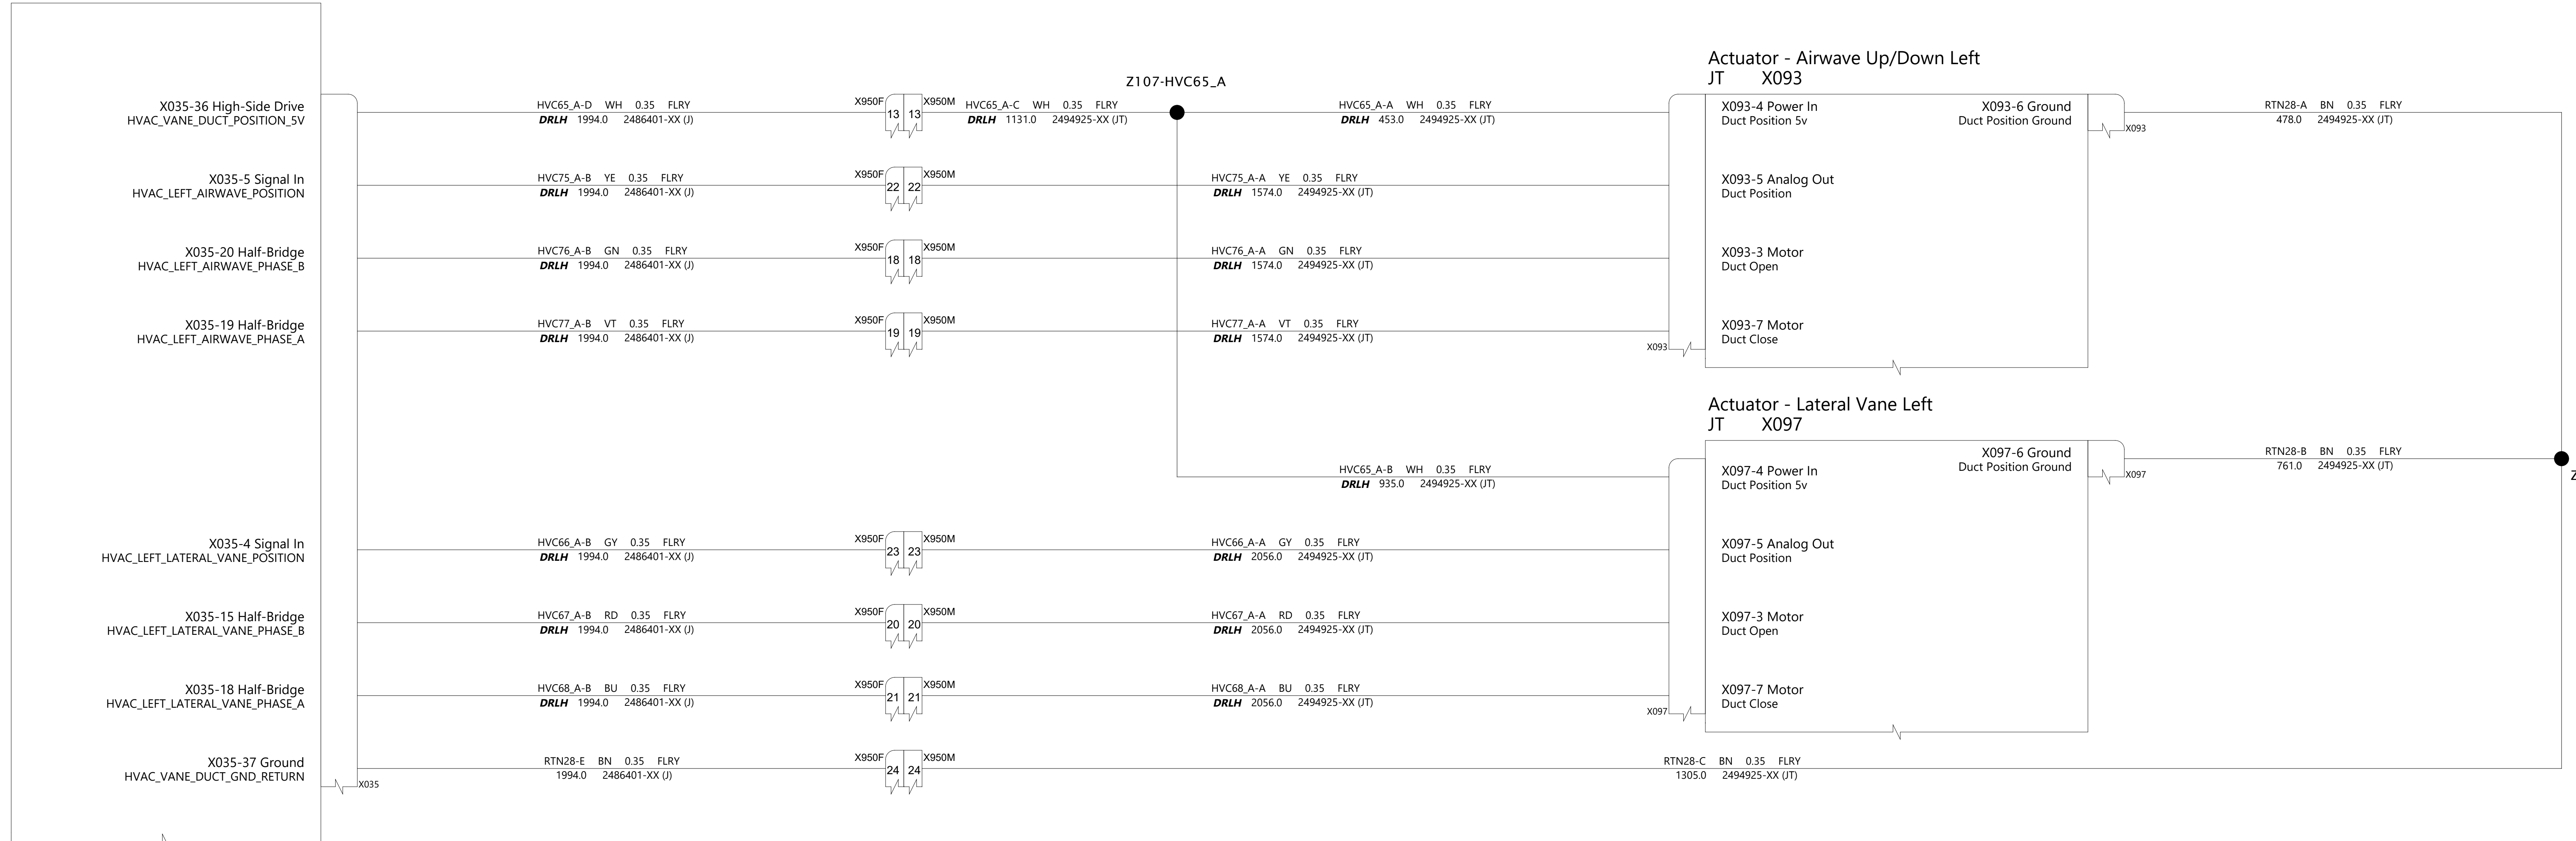 Z107-HVC65_A
Actuator - Airwave Up/Down Left
JT X093
X035-36 High-Side Drive
HVAC_VANE_DUCT_POSITION_5V
HVC65_A-D WH 0.35 FLRY
DRLH 1994.0 2486401-XX (J)
X950F 13 13 X950M
HVC65_A-C WH 0.35 FLRY
DRLH 1131.0 2494925-XX (JT)
HVC65_A-A WH 0.35 FLRY
DRLH 453.0 2494925-XX (JT)
X093-4 Power In
Duct Position 5v
X093-6 Ground
Duct Position Ground
X093
RTN28-A BN 0.35 FLRY
478.0 2494925-XX (JT)
X035-5 Signal In
HVAC_LEFT_AIRWAVE_POSITION
HVC75_A-B YE 0.35 FLRY
DRLH 1994.0 2486401-XX (J)
X950F 22 22 X950M
HVC75_A-A YE 0.35 FLRY
DRLH 1574.0 2494925-XX (JT)
X093-5 Analog Out
Duct Position
X035-20 Half-Bridge
HVAC_LEFT_AIRWAVE_PHASE_B
HVC76_A-B GN 0.35 FLRY
DRLH 1994.0 2486401-XX (J)
X950F 18 18 X950M
HVC76_A-A GN 0.35 FLRY
DRLH 1574.0 2494925-XX (JT)
X093-3 Motor
Duct Open
X035-19 Half-Bridge
HVAC_LEFT_AIRWAVE_PHASE_A
HVC77_A-B VT 0.35 FLRY
DRLH 1994.0 2486401-XX (J)
X950F 19 19 X950M
HVC77_A-A VT 0.35 FLRY
DRLH 1574.0 2494925-XX (JT)
X093
X093-7 Motor
Duct Close
Actuator - Lateral Vane Left
JT X097
HVC65_A-B WH 0.35 FLRY
DRLH 935.0 2494925-XX (JT)
X097-4 Power In
Duct Position 5v
X097-6 Ground
Duct Position Ground
X097
RTN28-B BN 0.35 FLRY
761.0 2494925-XX (JT)
Z
X035-4 Signal In
HVAC_LEFT_LATERAL_VANE_POSITION
HVC66_A-B GY 0.35 FLRY
DRLH 1994.0 2486401-XX (J)
X950F 23 23 X950M
HVC66_A-A GY 0.35 FLRY
DRLH 2056.0 2494925-XX (JT)
X097-5 Analog Out
Duct Position
X035-15 Half-Bridge
HVAC_LEFT_LATERAL_VANE_PHASE_B
HVC67_A-B RD 0.35 FLRY
DRLH 1994.0 2486401-XX (J)
X950F 20 20 X950M
HVC67_A-A RD 0.35 FLRY
DRLH 2056.0 2494925-XX (JT)
X097-3 Motor
Duct Open
X035-18 Half-Bridge
HVAC_LEFT_LATERAL_VANE_PHASE_A
HVC68_A-B BU 0.35 FLRY
DRLH 1994.0 2486401-XX (J)
X950F 21 21 X950M
HVC68_A-A BU 0.35 FLRY
DRLH 2056.0 2494925-XX (JT)
X097
X097-7 Motor
Duct Close
X035-37 Ground
HVAC_VANE_DUCT_GND_RETURN
X035
RTN28-E BN 0.35 FLRY
1994.0 2486401-XX (J)
X950F 24 24 X950M
RTN28-C BN 0.35 FLRY
1305.0 2494925-XX (JT)